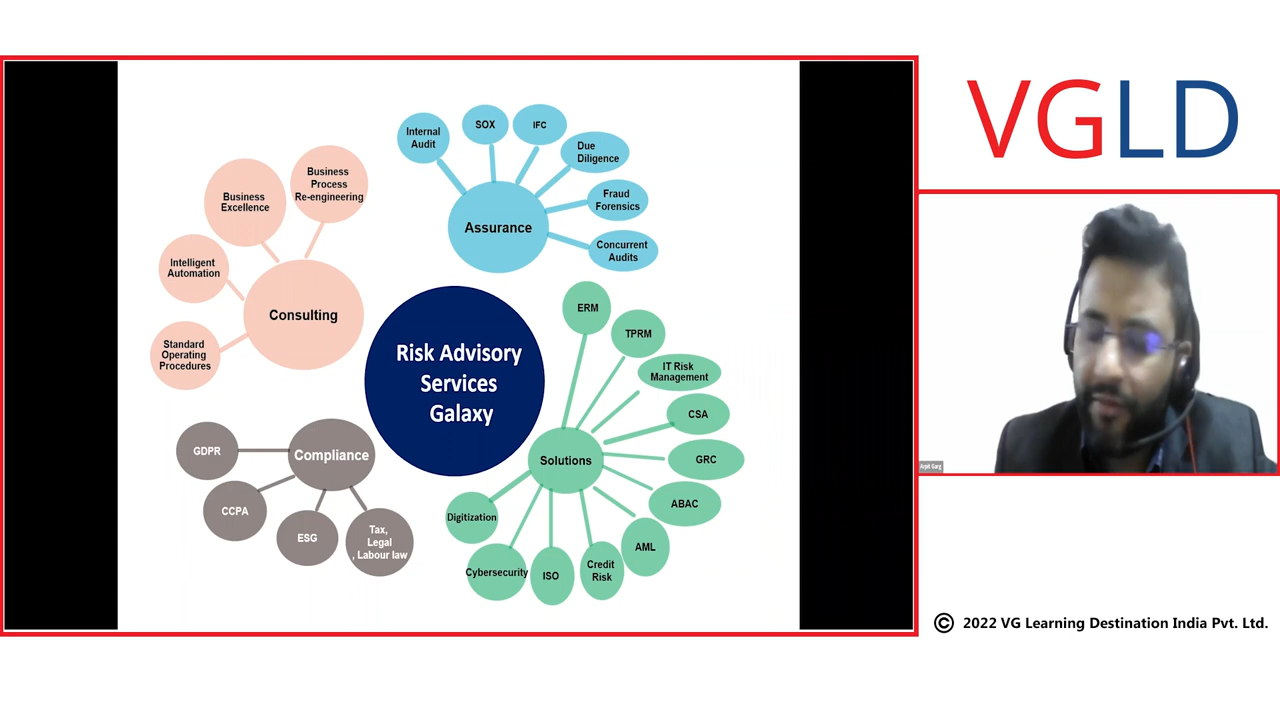 Internal
Audit
SOX
IFC
Due
Diligence
Fraud
Forensics
Concurrent
Audits
Assurance
Business
Process
Re-engineering
Business
Excellence
Intelligent
Automation
Standard
Operating
Procedures
Consulting
Risk Advisory
Services
Galaxy
ERM
TPRM
IT Risk
Management
CSA
GRC
ABAC
AML
Credit
Risk
ISO
Cybersecurity
Digitization
Solutions
Compliance
GDPR
CCPA
ESG
Tax,
Legal
, Labour law
VGLD
Arpit Garg
© 2022 VG Learning Destination India Pvt. Ltd.